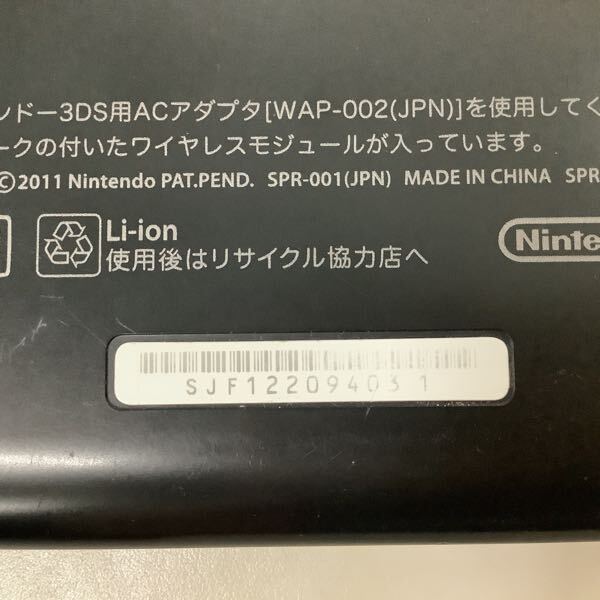 ンドー3DS用ACアダプタ[WAP-002(JPN)]を使用してく
ークの付いたワイヤレスモジュールが入っています。
©2011 Nintendo PAT.PEND. SPR-001(JPN) MADE IN CHINA SPR
Li-ion
使用後はリサイクル協力店へ
Ninte
SJF12209403 1